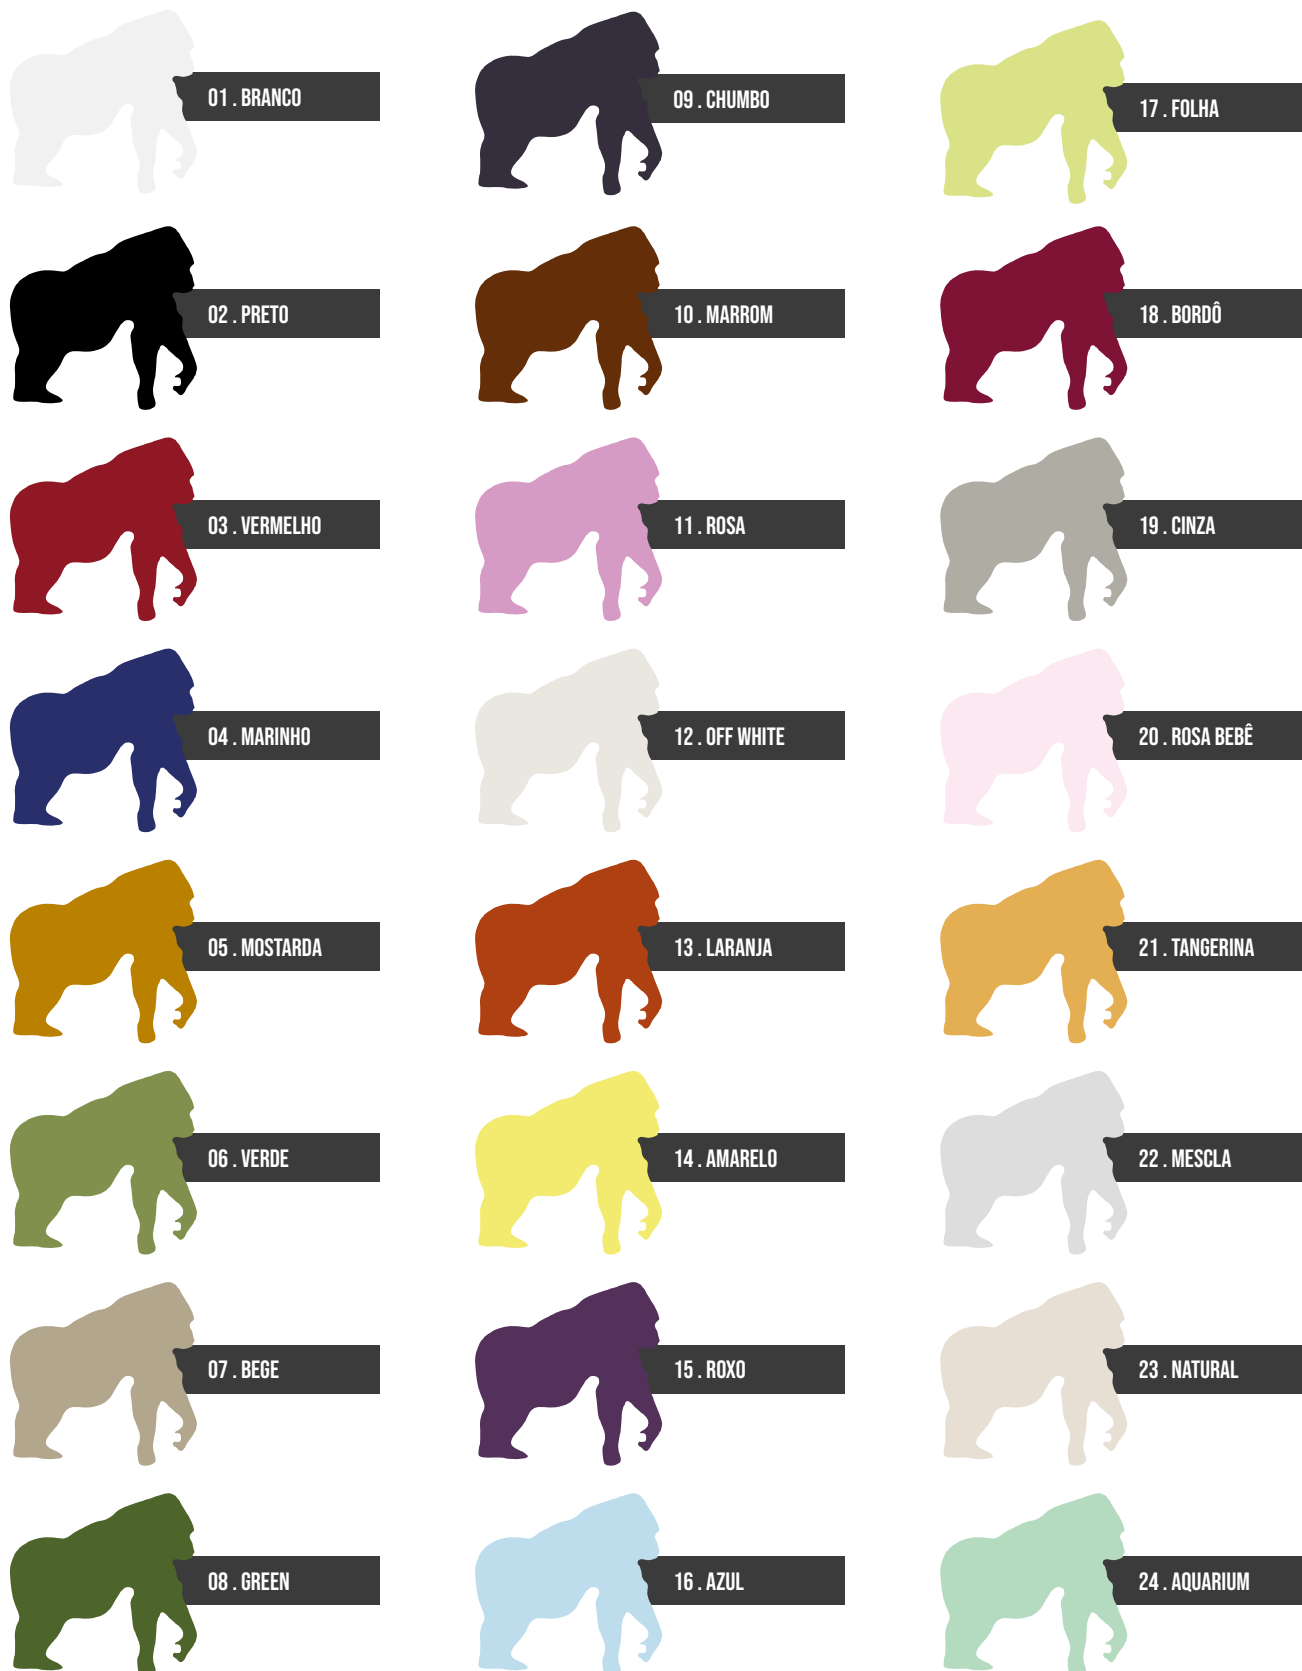 01 . BRANCO
02 . PRETO
03 . VERMELHO
04 . MARINHO
05 . MOSTARDA
06 . VERDE
07 . BEGE
08 . GREEN
09 . CHUMBO
10 . MARROM
11 . ROSA
12 . OFF WHITE
13 . LARANJA
14 . AMARELO
15 . ROXO
16 . AZUL
17 . FOLHA
18 . BORDÔ
19 . CINZA
20 . ROSA BEBÊ
21 . TANGERINA
22 . MESCLA
23 . NATURAL
24 . AQUARIUM